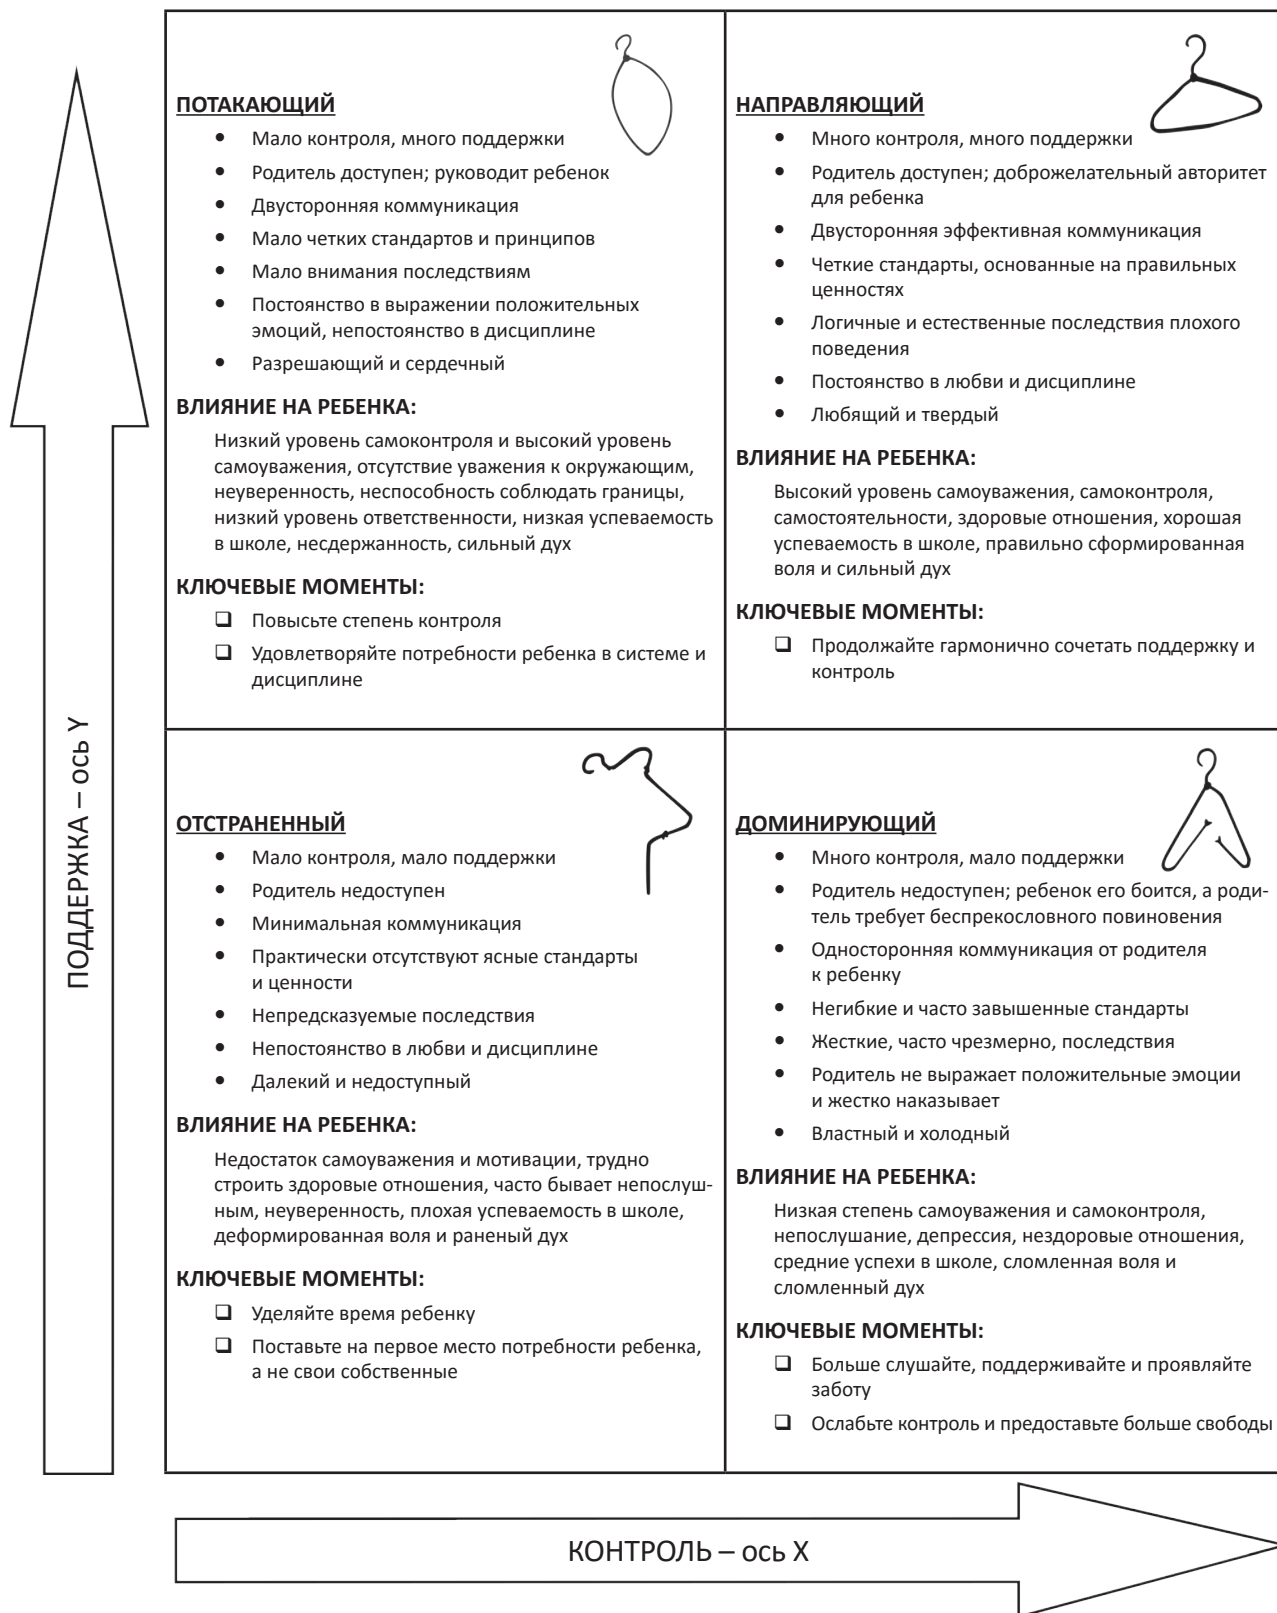 ПОТАКАЮЩИЙ
● Мало контроля, много поддержки
● Родитель доступен; руководит ребенок
● Двусторонняя коммуникация
● Мало четких стандартов и принципов
● Мало внимания последствиям
● Постоянство в выражении положительных
эмоций, непостоянство в дисциплине
● Разрешающий и сердечный
ВЛИЯНИЕ НА РЕБЕНКА:
Низкий уровень самоконтроля и высокий уровень
самоуважения, отсутствие уважения к окружающим,
неуверенность, неспособность соблюдать границы,
низкий уровень ответственности, низкая успеваемость
в школе, несдержанность, сильный дух
КЛЮЧЕВЫЕ МОМЕНТЫ:
❑ Повысьте степень контроля
❑ Удовлетворяйте потребности ребенка в системе и
дисциплине
НАПРАВЛЯЮЩИЙ
● Много контроля, много поддержки
● Родитель доступен; доброжелательный авторитет
для ребенка
● Двусторонняя эффективная коммуникация
● Четкие стандарты, основанные на правильных
ценностях
● Логичные и естественные последствия плохого
поведения
● Постоянство в любви и дисциплине
● Любящий и твердый
ВЛИЯНИЕ НА РЕБЕНКА:
Высокий уровень самоуважения, самоконтроля,
самостоятельности, здоровые отношения, хорошая
успеваемость в школе, правильно сформированная
воля и сильный дух
КЛЮЧЕВЫЕ МОМЕНТЫ:
❑ Продолжайте гармонично сочетать поддержку и
контроль
ПОДДЕРЖКА – ось Y
ОТСТРАНЕННЫЙ
● Мало контроля, мало поддержки
● Родитель недоступен
● Минимальная коммуникация
● Практически отсутствуют ясные стандарты
и ценности
● Непредсказуемые последствия
● Непостоянство в любви и дисциплине
● Далекий и недоступный
ВЛИЯНИЕ НА РЕБЕНКА:
Недостаток самоуважения и мотивации, трудно
строить здоровые отношения, часто бывает непослуш-
ным, неуверенность, плохая успеваемость в школе,
деформированная воля и раненый дух
КЛЮЧЕВЫЕ МОМЕНТЫ:
❑ Уделяйте время ребенку
❑ Поставьте на первое место потребности ребенка,
а не свои собственные
ДОМИНИРУЮЩИЙ
● Много контроля, мало поддержки
● Родитель недоступен; ребенок его боится, а роди-
тель требует беспрекословного повиновения
● Односторонняя коммуникация от родителя
к ребенку
● Негибкие и часто завышенные стандарты
● Жесткие, часто чрезмерно, последствия
● Родитель не выражает положительные эмоции
и жестко наказывает
● Властный и холодный
ВЛИЯНИЕ НА РЕБЕНКА:
Низкая степень самоуважения и самоконтроля,
непослушание, депрессия, нездоровые отношения,
средние успехи в школе, сломленная воля и
сломленный дух
КЛЮЧЕВЫЕ МОМЕНТЫ:
❑ Больше слушайте, поддерживайте и проявляйте
заботу
❑ Ослабьте контроль и предоставьте больше свободы
КОНТРОЛЬ – ось X